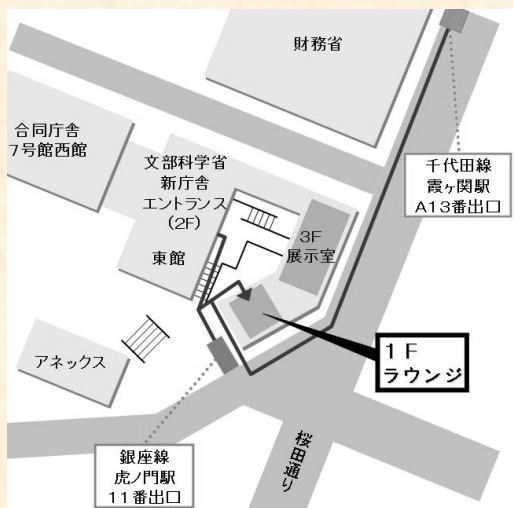 財務省
合同庁舎
7号館西館
文部科学省
新庁舎
エントランス
(2F)
東館
千代田線
霞ヶ関駅
A13番出口
3F
展示室
アネックス
1F
ラウンジ
銀座線
虎ノ門駅
11番出口
桜田通り